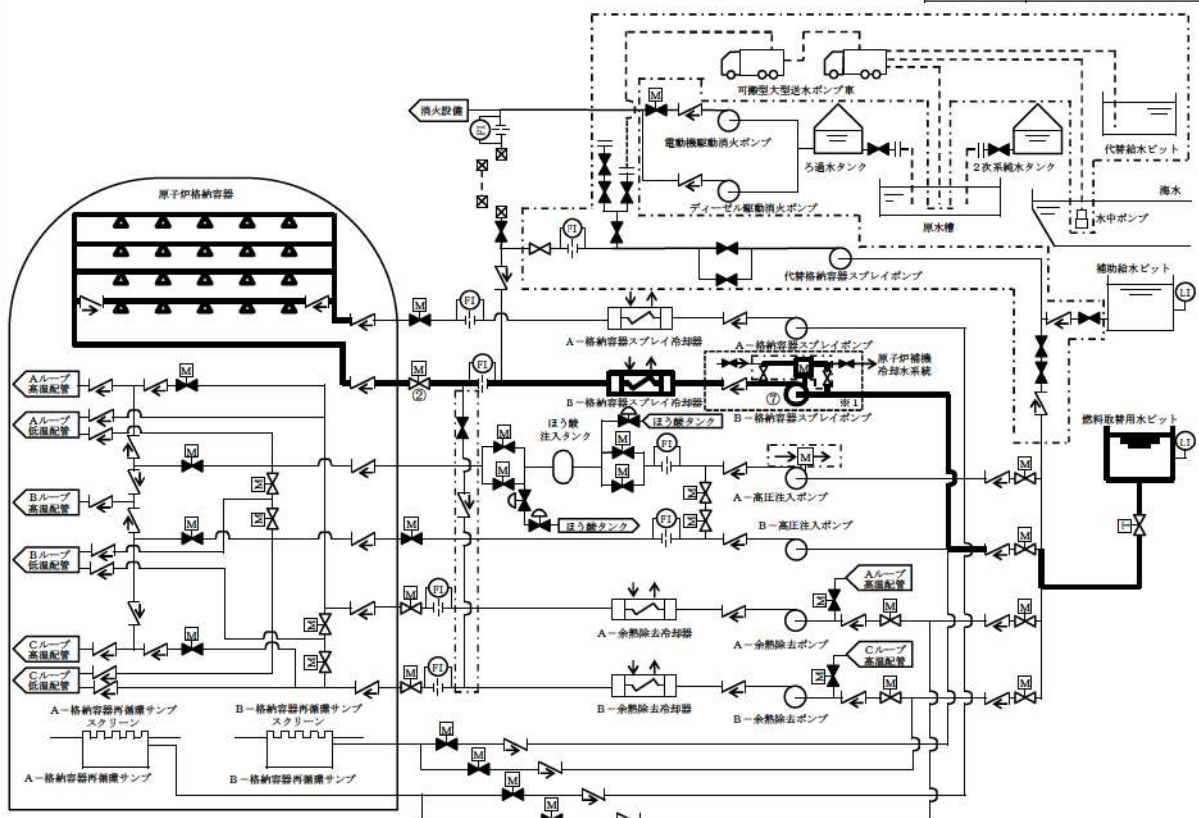 消火設備
FI
M
可搬型大型送水ポンプ車
電動機駆動消火ポンプ
ろ過水タンク
2次系純水タンク
代替給水ピット
ディーゼル駆動消火ポンプ
原水槽
海水
水中ポンプ
原子炉格納容器
FI
代替格納容器スプレイポンプ
補助給水ピット
LI
M
FI
A-格納容器スプレイ冷却器
A-格納容器スプレイポンプ
M
②
FI
B-格納容器スプレイ冷却器
⑦
M
※1
B-格納容器スプレイポンプ
原子炉補機
冷却水系統
燃料取替用水ピット
LI
Aループ
高温配管
M
Aループ
低温配管
ほう酸
注入タンク
ほう酸タンク
M
M
M
M
FI
M
A-高圧注入ポンプ
M
M
M
Bループ
高温配管
M
M
ほう酸タンク
M
M
FI
B-高圧注入ポンプ
M
T
Bループ
低温配管
M
FI
A-余熱除去冷却器
A-余熱除去ポンプ
Aループ
高温配管
M
M
M
Cループ
高温配管
M
M
Cループ
低温配管
M
M
FI
B-余熱除去冷却器
B-余熱除去ポンプ
Cループ
高温配管
M
M
M
A-格納容器再循環サンプ
スクリーン
B-格納容器再循環サンプ
スクリーン
A-格納容器再循環サンプ
B-格納容器再循環サンプ
M
M
M
M